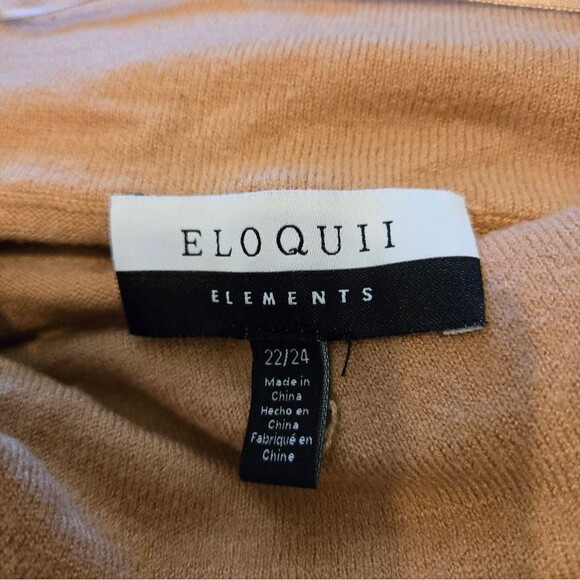 ELOQUII
ELEMENTS
22/24
Made in
China
Hecho en
China
Fabriqué en
Chine